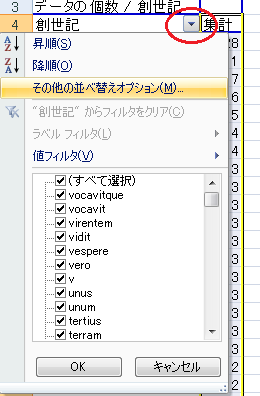 3 データの個数 / 創世記
4 創世記 集計
昇順(S) 28
降順(O) 1
その他の並べ替えオプション(M)...
"創世記" からフィルタをクリア(C)
ラベル フィルタ(L)
値フィルタ(V)
(すべて選択)
vocavitque
vocavit
virentem
vidit
vespere
vero
v
unus
unum
tertius
terram
OK キャンセル